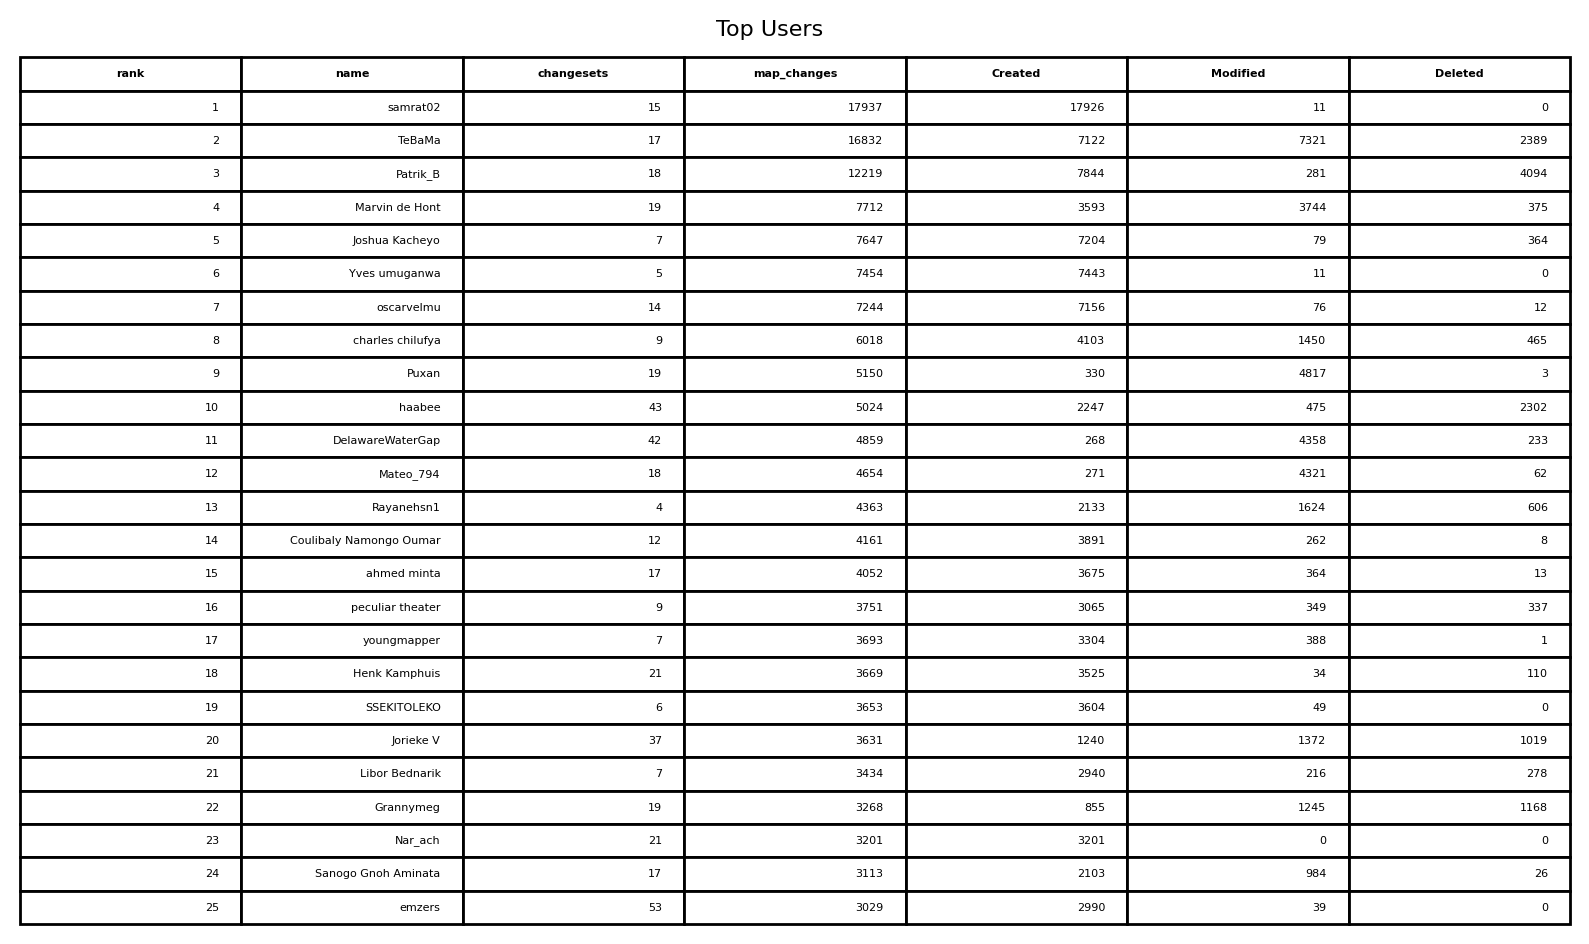 Top Users
rank name changesets map_changes Created Modified Deleted
1 samrat02 15 17937 17926 11 0
2 TeBaMa 17 16832 7122 7321 2389
3 Patrik_B 18 12219 7844 281 4094
4 Marvin de Hont 19 7712 3593 3744 375
5 Joshua Kacheyo 7 7647 7204 79 364
6 Yves umuganwa 5 7454 7443 11 0
7 oscarvelmu 14 7244 7156 76 12
8 charles chilufya 9 6018 4103 1450 465
9 Puxan 19 5150 330 4817 3
10 haabee 43 5024 2247 475 2302
11 DelawareWaterGap 42 4859 268 4358 233
12 Mateo_794 18 4654 271 4321 62
13 Rayanehsn1 4 4363 2133 1624 606
14 Coulibaly Namongo Oumar 12 4161 3891 262 8
15 ahmed minta 17 4052 3675 364 13
16 peculiar theater 9 3751 3065 349 337
17 youngmapper 7 3693 3304 388 1
18 Henk Kamphuis 21 3669 3525 34 110
19 SSEKITOLEKO 6 3653 3604 49 0
20 Jorieke V 37 3631 1240 1372 1019
21 Libor Bednarik 7 3434 2940 216 278
22 Grannymeg 19 3268 855 1245 1168
23 Nar_ach 21 3201 3201 0 0
24 Sanogo Gnoh Aminata 17 3113 2103 984 26
25 emzers 53 3029 2990 39 0